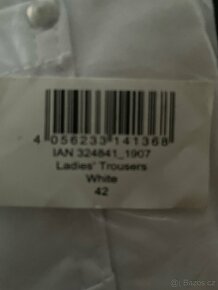 4 056233 141368
IAN 324841_1907
Ladies' Trousers
White
42
Bazos.cz